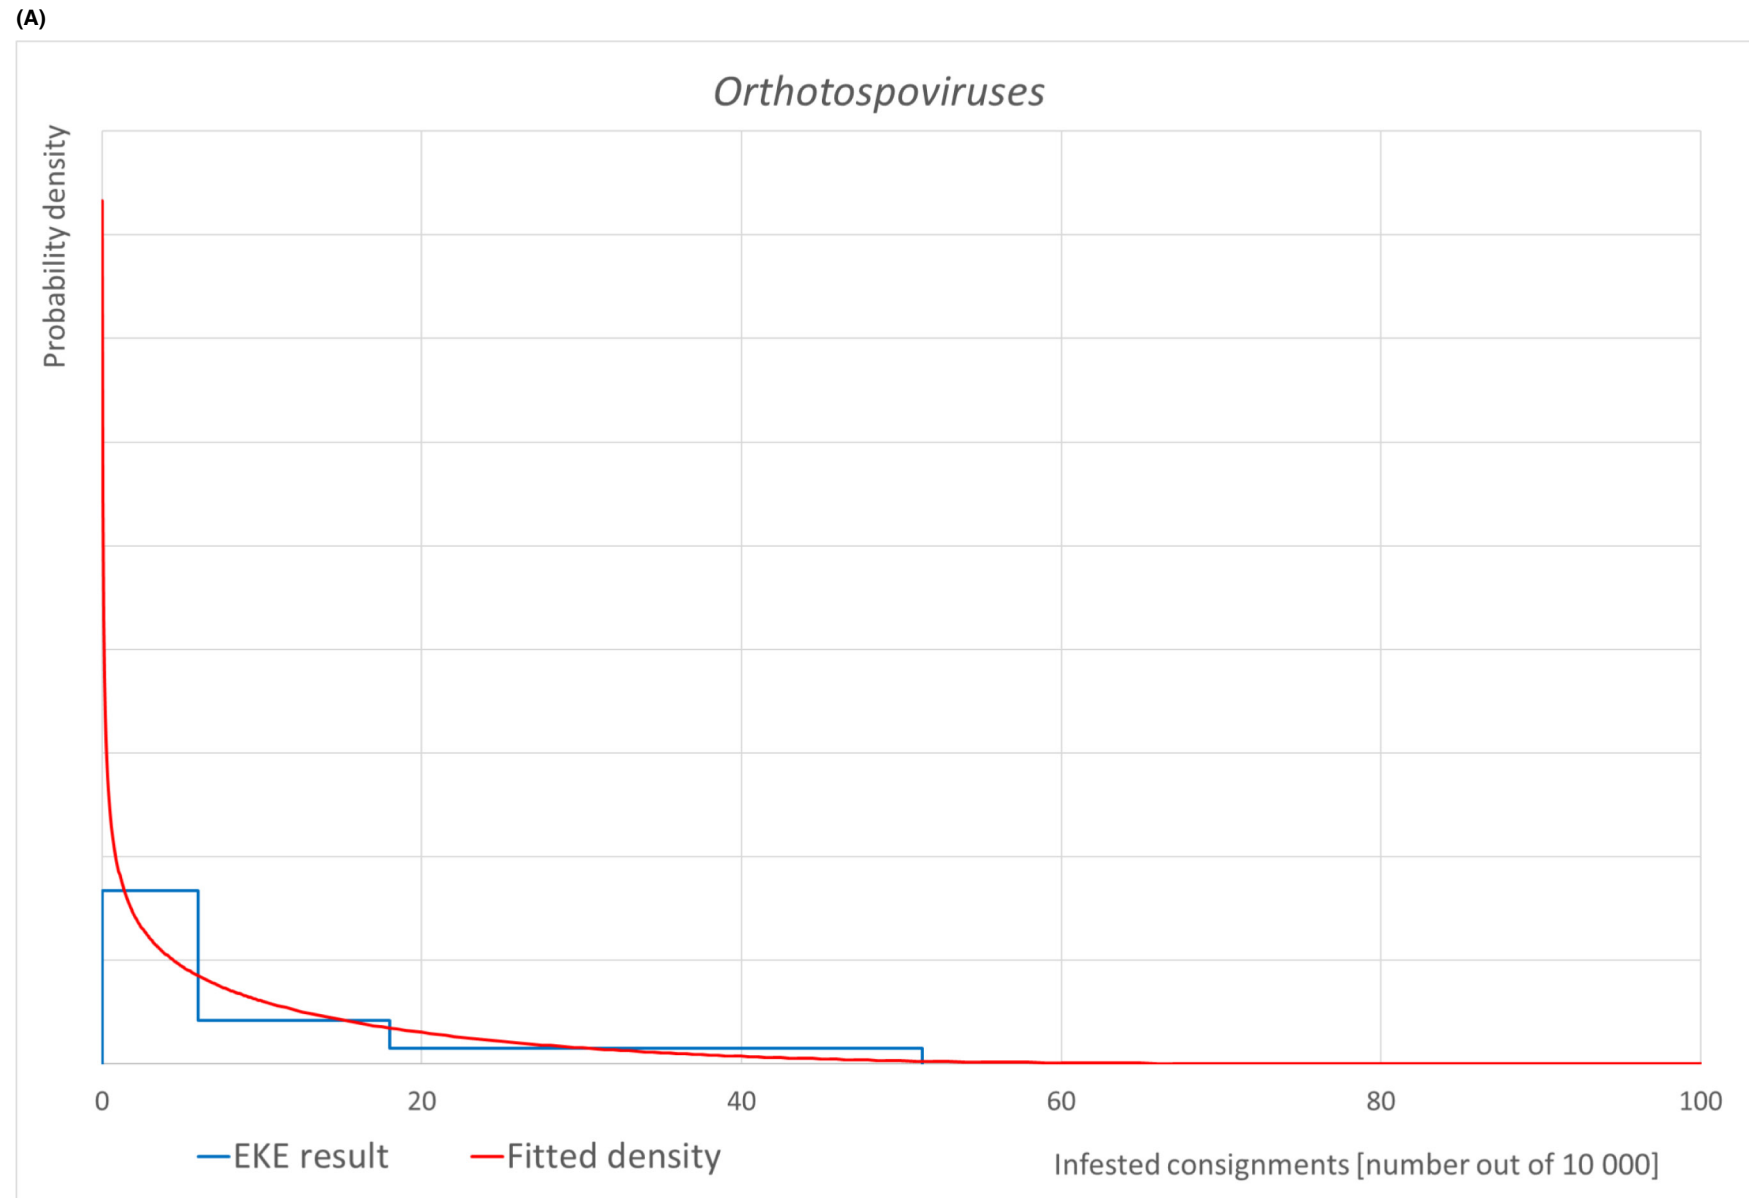 (A)
Orthotospoviruses
Probability density
0 20 40 60 80 100
EKE result Fitted density
Infested consignments [number out of 10 000]